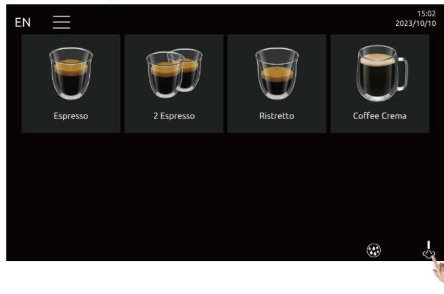 15:02
EN
2023/10/10
Espresso
2 Espresso
Ristretto
Coffee Crema